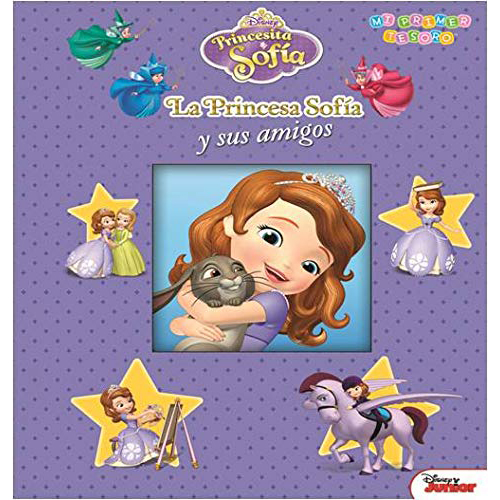 Disney
Princesita
Sofía
MI PRIMER
TESORO
La Princesa Sofía
y sus amigos
Disney
Junior